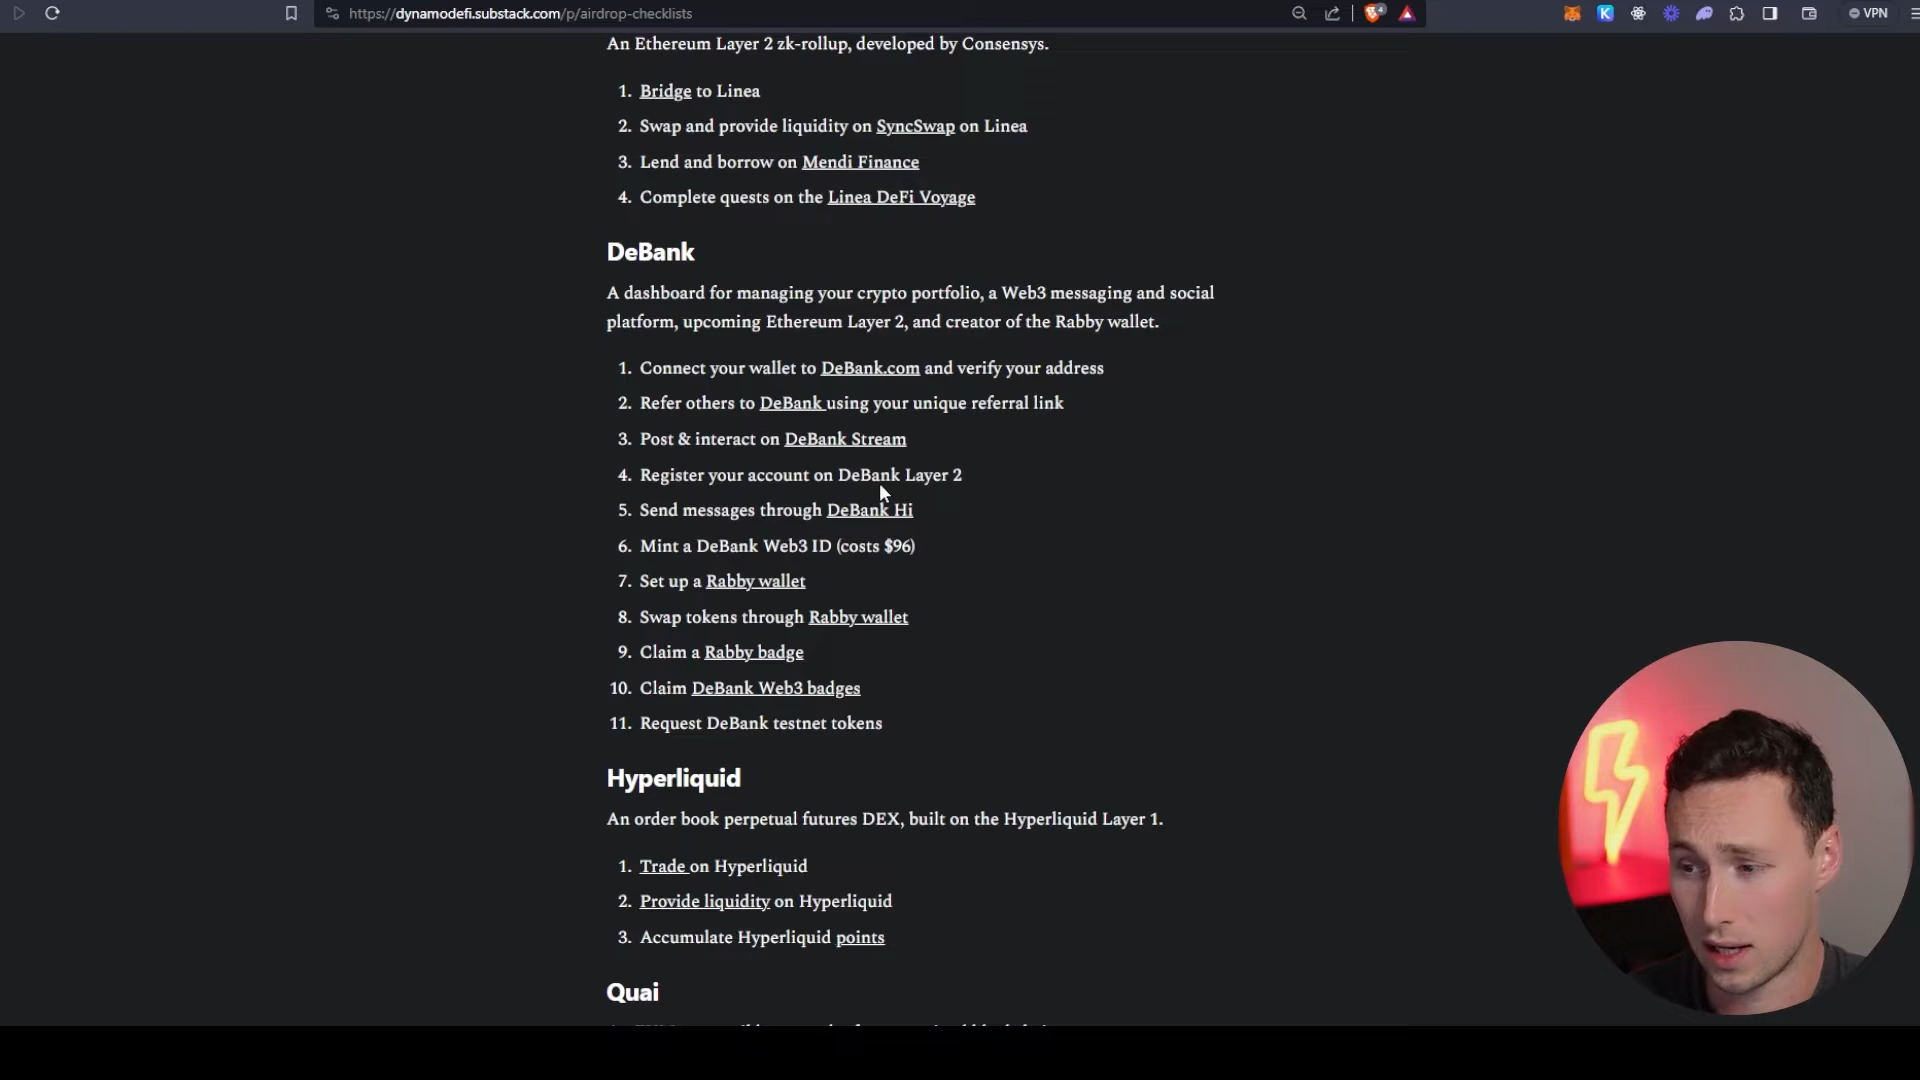 https://dynamodefi.substack.com/p/airdrop-checklists
4
VPN
An Ethereum Layer 2 zk-rollup, developed by Consensys.
1. Bridge to Linea
2. Swap and provide liquidity on SyncSwap on Linea
3. Lend and borrow on Mendi Finance
4. Complete quests on the Linea DeFi Voyage
DeBank
A dashboard for managing your crypto portfolio, a Web3 messaging and social
platform, upcoming Ethereum Layer 2, and creator of the Rabby wallet.
1. Connect your wallet to DeBank.com and verify your address
2. Refer others to DeBank using your unique referral link
3. Post & interact on DeBank Stream
4. Register your account on DeBank Layer 2
5. Send messages through DeBank Hi
6. Mint a DeBank Web3 ID (costs $96)
7. Set up a Rabby wallet
8. Swap tokens through Rabby wallet
9. Claim a Rabby badge
10. Claim DeBank Web3 badges
11. Request DeBank testnet tokens
Hyperliquid
An order book perpetual futures DEX, built on the Hyperliquid Layer 1.
1. Trade on Hyperliquid
2. Provide liquidity on Hyperliquid
3. Accumulate Hyperliquid points
Quai